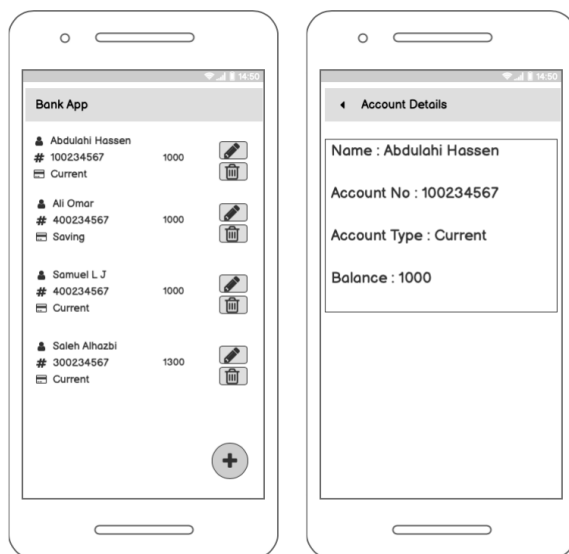 14:50
Bank App
Abdulahi Hassen
# 100234567 1000
Current
Ali Omar
# 400234567 1000
Saving
Samuel L J
# 400234567 1000
Current
Saleh Alhazbi
# 300234567 1300
Current
14:50
Account Details
Name : Abdulahi Hassen
Account No : 100234567
Account Type : Current
Balance : 1000